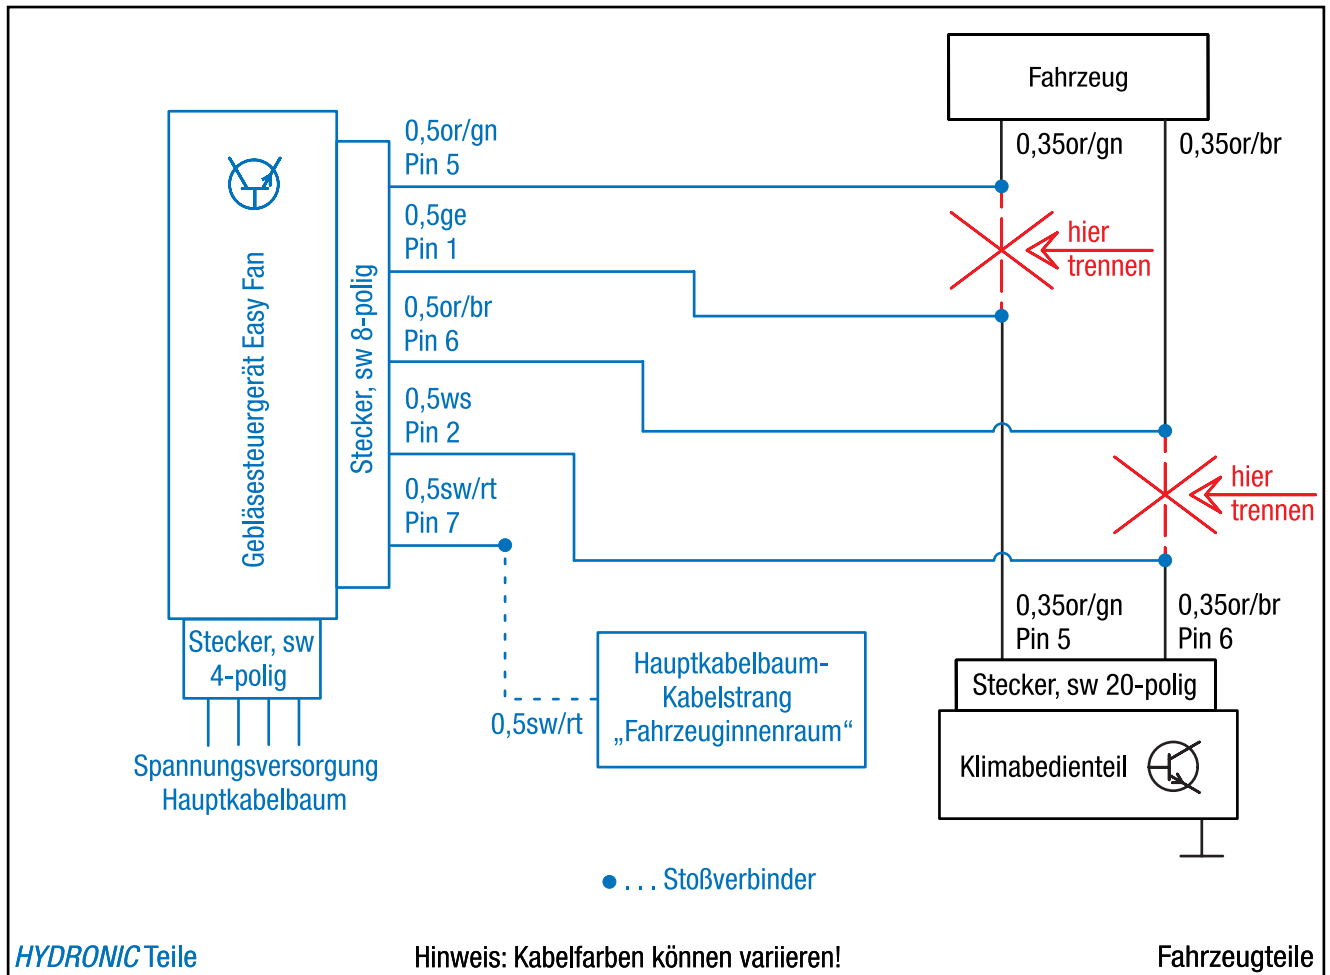 Fahrzeug
0,35or/gn
0,35or/br
0,5or/gn
Pin 5
0,5ge
Pin 1
0,5or/br
Pin 6
0,5ws
Pin 2
0,5sw/rt
Pin 7
Gebläsesteuergerät Easy Fan
Stecker, sw 8-polig
hier
trennen
hier
trennen
Stecker, sw
4-polig
Spannungsversorgung
Hauptkabelbaum
0,5sw/rt
Hauptkabelbaum-
Kabelstrang
„Fahrzeuginnenraum“
0,35or/gn
Pin 5
0,35or/br
Pin 6
Stecker, sw 20-polig
Klimabedienteil
. . . Stoßverbinder
HYDRONIC Teile
Hinweis: Kabelfarben können variieren!
Fahrzeugteile